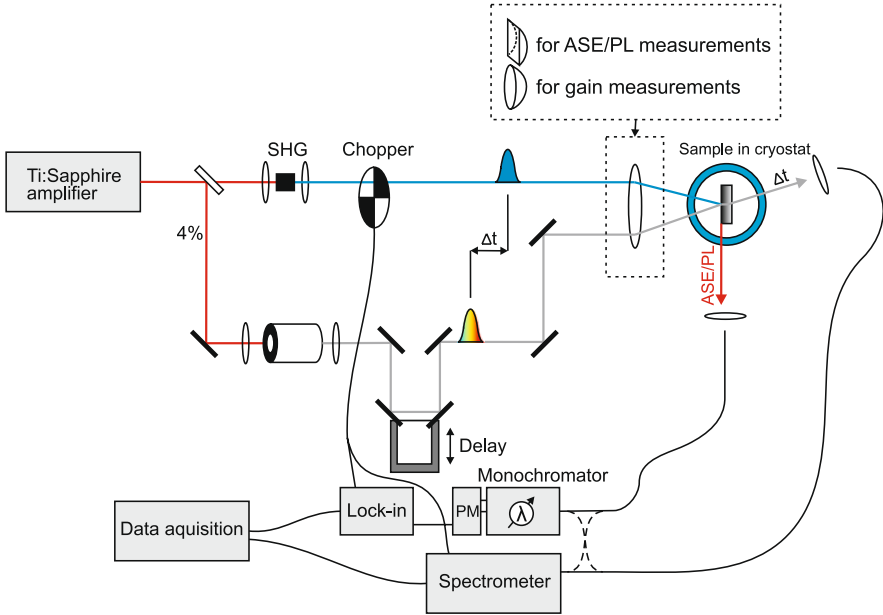 for ASE/PL measurements
for gain measurements
SHG
Chopper
Sample in cryostat
Ti:Sapphire
amplifier
Δt
4%
Δt
ASE/PL
Delay
Monochromator
Data aquisition
Lock-in
PM
λ
Spectrometer